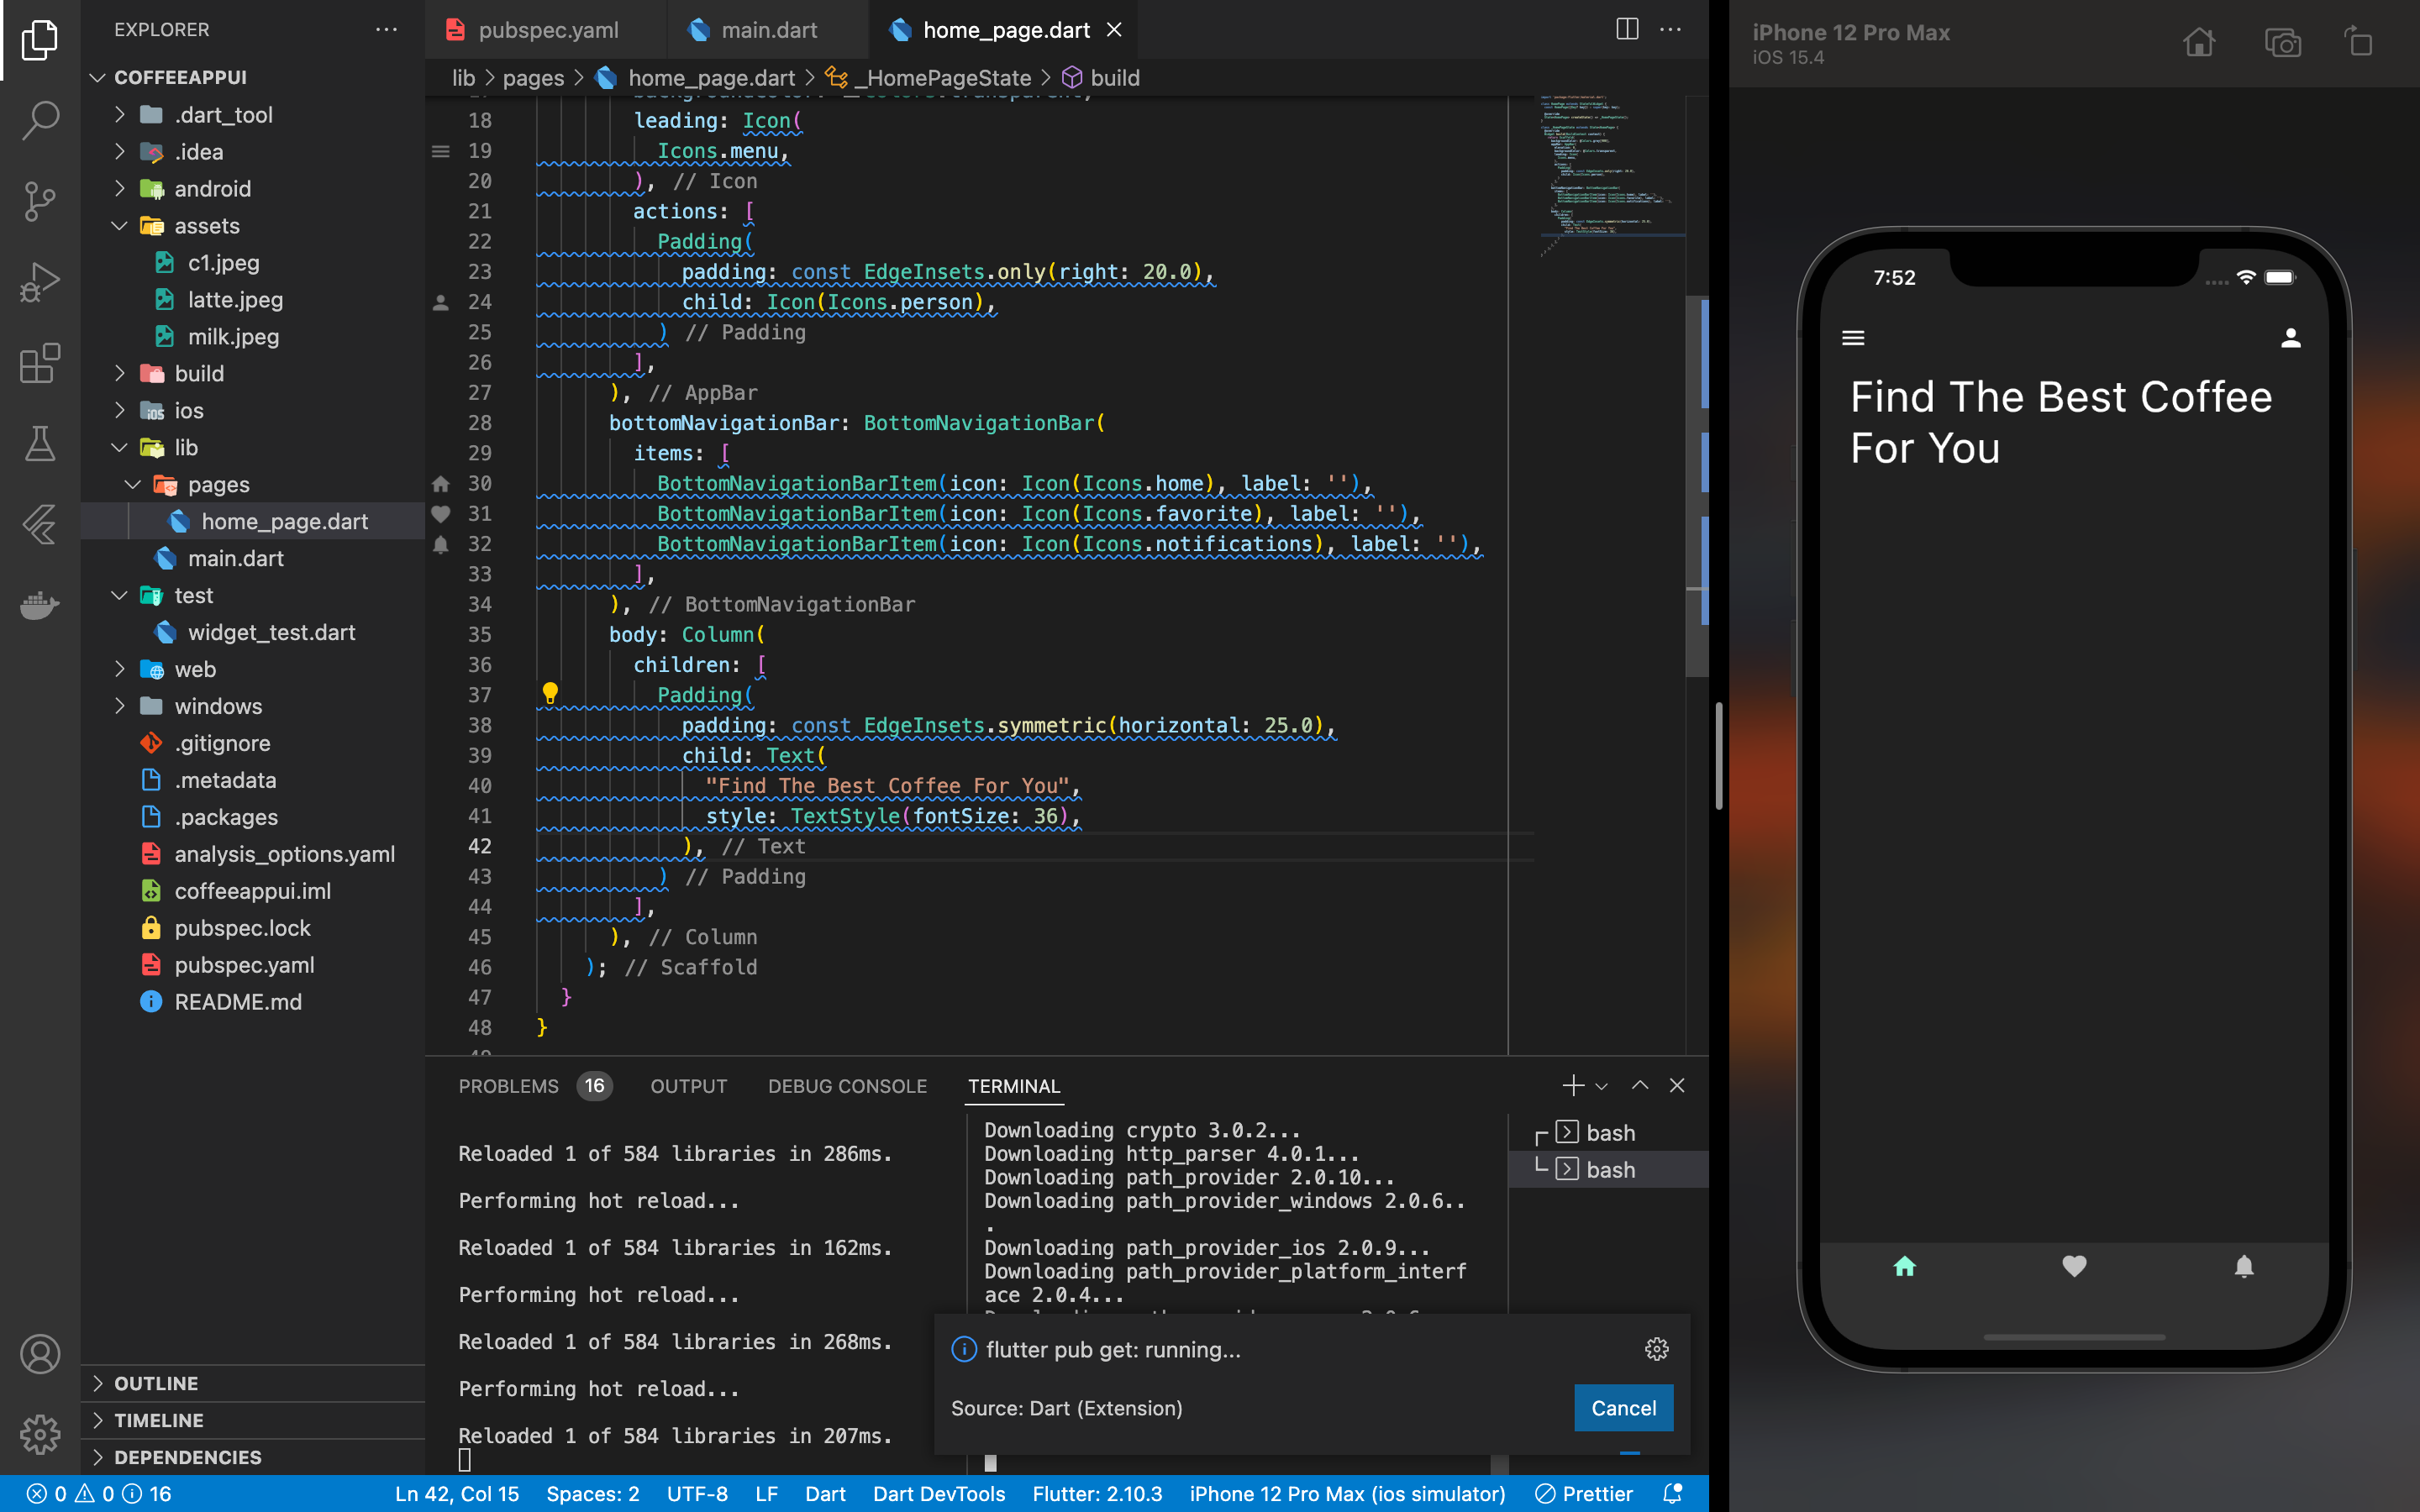 EXPLORER
COFFEEAPPUI
.dart_tool
.idea
android
assets
c1.jpeg
latte.jpeg
milk.jpeg
build
ios
lib
pages
home_page.dart
main.dart
test
widget_test.dart
web
windows
.gitignore
.metadata
.packages
analysis_options.yaml
coffeeappui.iml
pubspec.lock
pubspec.yaml
README.md
OUTLINE
TIMELINE
DEPENDENCIES
pubspec.yaml
main.dart
home_page.dart
lib > pages > home_page.dart > _HomePageState > build
18 leading: Icon(
19 Icons.menu,
20 ), // Icon
21 actions: [
22 Padding(
23 padding: const EdgeInsets.only(right: 20.0),
24 child: Icon(Icons.person),
25 ) // Padding
26 ],
27 ), // AppBar
28 bottomNavigationBar: BottomNavigationBar(
29 items: [
30 BottomNavigationBarItem(icon: Icon(Icons.home), label: ''),
31 BottomNavigationBarItem(icon: Icon(Icons.favorite), label: ''),
32 BottomNavigationBarItem(icon: Icon(Icons.notifications), label: ''),
33 ],
34 ), // BottomNavigationBar
35 body: Column(
36 children: [
37 Padding(
38 padding: const EdgeInsets.symmetric(horizontal: 25.0),
39 child: Text(
40 "Find The Best Coffee For You",
41 style: TextStyle(fontSize: 36),
42 ), // Text
43 ) // Padding
44 ],
45 ), // Column
46 ); // Scaffold
47 }
48 }
PROBLEMS 16 OUTPUT DEBUG CONSOLE TERMINAL
Reloaded 1 of 584 libraries in 286ms.
Performing hot reload...
Reloaded 1 of 584 libraries in 162ms.
Performing hot reload...
Reloaded 1 of 584 libraries in 268ms.
Performing hot reload...
Reloaded 1 of 584 libraries in 207ms.
Downloading crypto 3.0.2...
Downloading http_parser 4.0.1...
Downloading path_provider 2.0.10...
Downloading path_provider_windows 2.0.6..
.
Downloading path_provider_ios 2.0.9...
Downloading path_provider_platform_interf
ace 2.0.4...
bash
bash
flutter pub get: running...
Source: Dart (Extension)
Cancel
0 0 16 Ln 42, Col 15 Spaces: 2 UTF-8 LF Dart Dart DevTools Flutter: 2.10.3 iPhone 12 Pro Max (ios simulator) Prettier
iPhone 12 Pro Max
iOS 15.4
7:52
Find The Best Coffee
For You